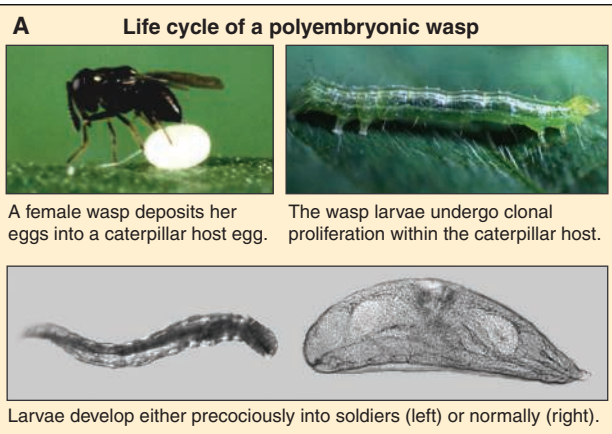 A Life cycle of a polyembryonic wasp
A female wasp deposits her
eggs into a caterpillar host egg.
The wasp larvae undergo clonal
proliferation within the caterpillar host.
Larvae develop either precociously into soldiers (left) or normally (right).